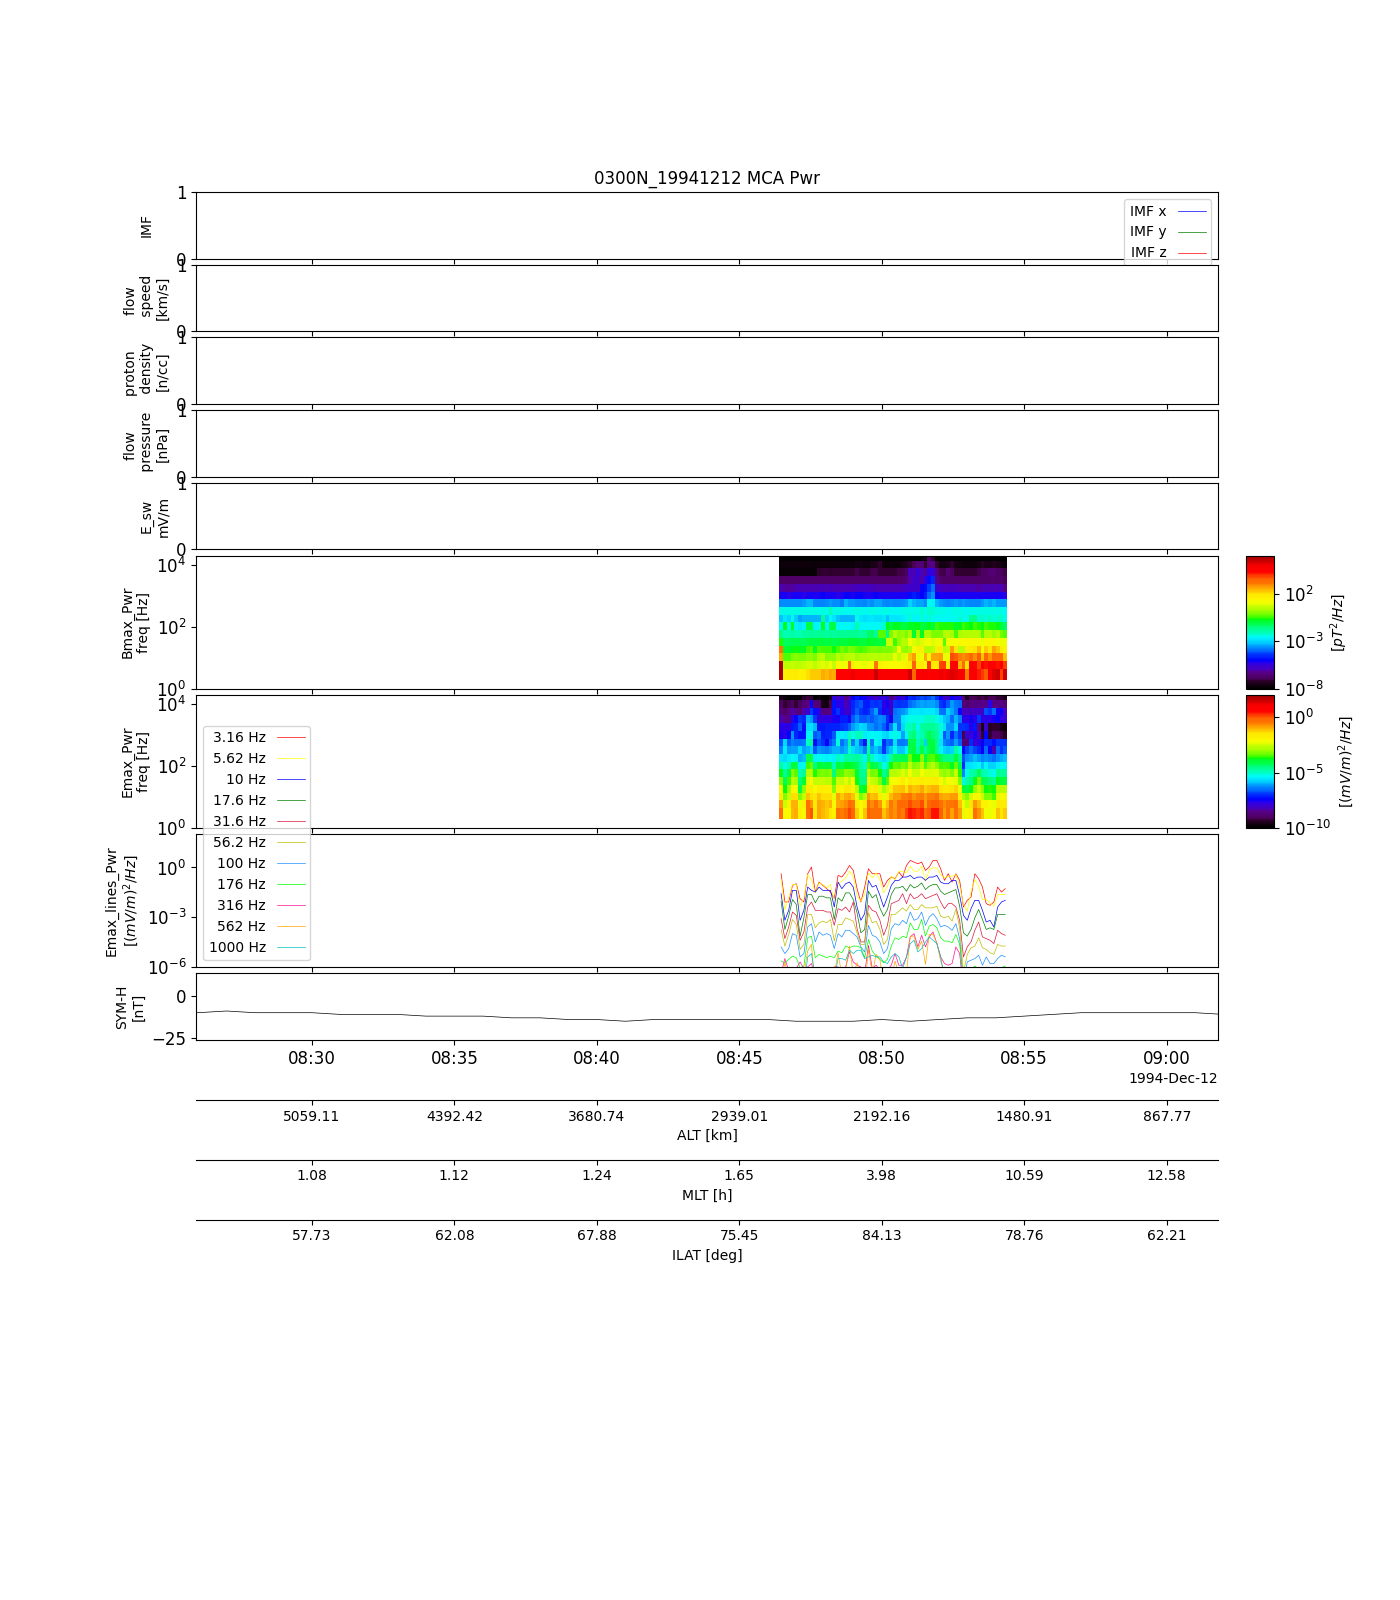 0300N_19941212 MCA Pwr
1
IMF
0
IMF x
IMF y
IMF z
1
flow
speed
[km/s]
0
1
proton
density
[n/cc]
0
1
flow
pressure
[nPa]
0
1
E_sw
mV/m
0
Bmax_Pwr
freq [Hz]
10^4
10^2
10^0
10^2
10^-3
10^-8
[pT^2/Hz]
Emax_Pwr
freq [Hz]
10^4
10^2
10^0
10^0
10^-5
10^-10
[(mV/m)^2/Hz]
3.16 Hz
5.62 Hz
10 Hz
17.6 Hz
31.6 Hz
56.2 Hz
100 Hz
176 Hz
316 Hz
562 Hz
1000 Hz
Emax_lines_Pwr
[(mV/m)^2/Hz]
10^0
10^-3
10^-6
SYM-H
[nT]
0
−25
08:30 08:35 08:40 08:45 08:50 08:55 09:00
1994-Dec-12
5059.11 4392.42 3680.74 2939.01 2192.16 1480.91 867.77
ALT [km]
1.08 1.12 1.24 1.65 3.98 10.59 12.58
MLT [h]
57.73 62.08 67.88 75.45 84.13 78.76 62.21
ILAT [deg]